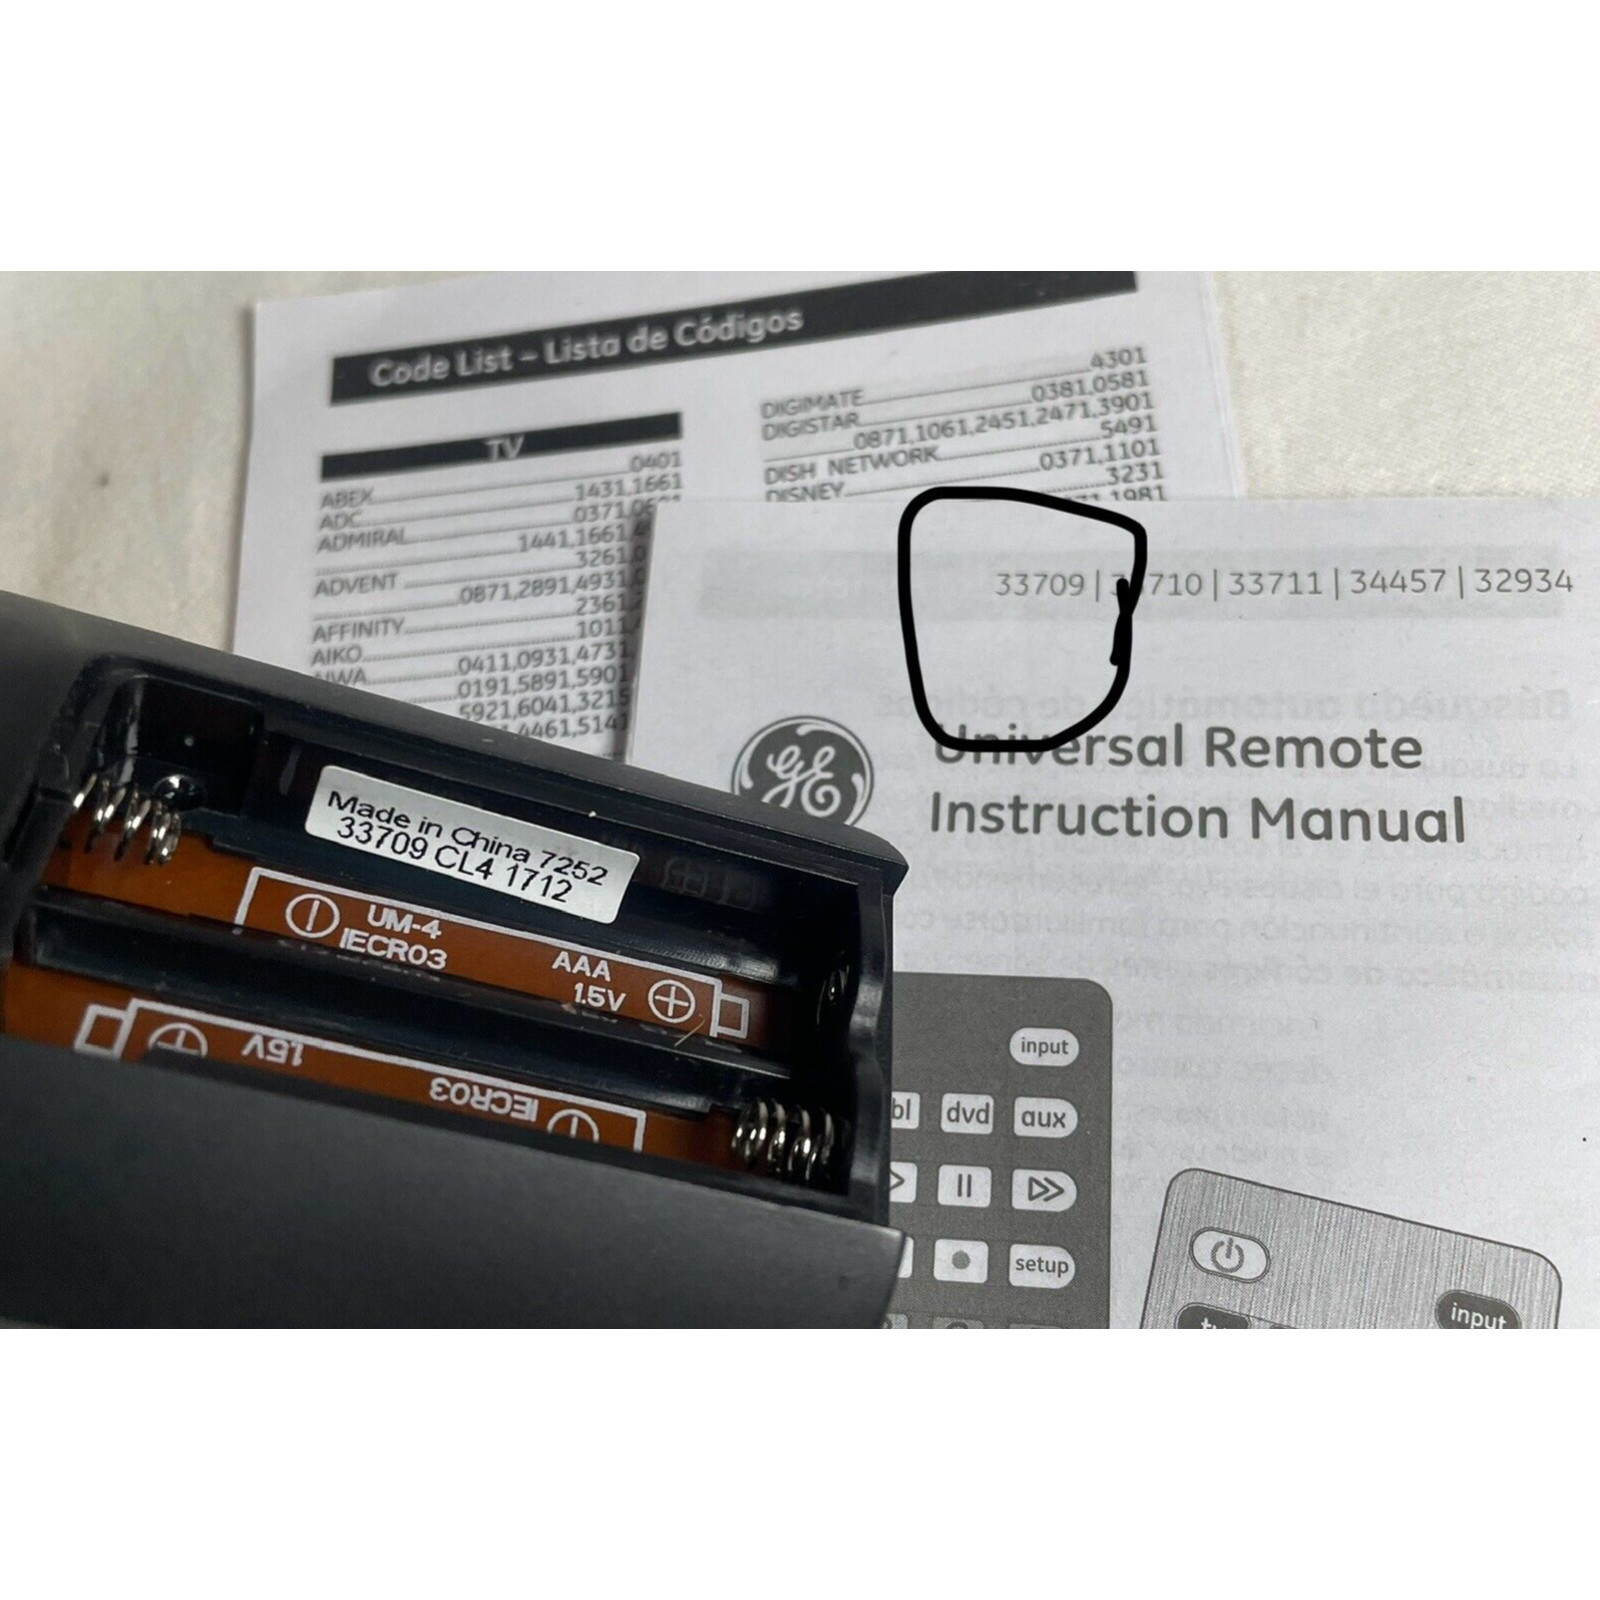 Code List – Lista de Códigos
TV
ABEX 0401
ADC 1431,1661
ADMIRAL 0371
1441,1661
3261
ADVENT 0871,2891,4931
2361
AFFINITY 1011
AIKO 0411,0931,4731
0191,5891,5901
5921,6041,3215
4461,5141
DIGIMATE 4301
DIGISTAR 0381,0581
0871,1061,2451,2471,3901
DISH NETWORK 5491
DISNEY 0371,1101
3231
1981
33709 | 710 | 33711 | 34457 | 32934
GE
Universal Remote
Instruction Manual
Made in China 7252
33709 CL4 1712
UM-4
IECR03
AAA
1.5V
1.5V
IECR03
input
bl dvd aux
setup
input